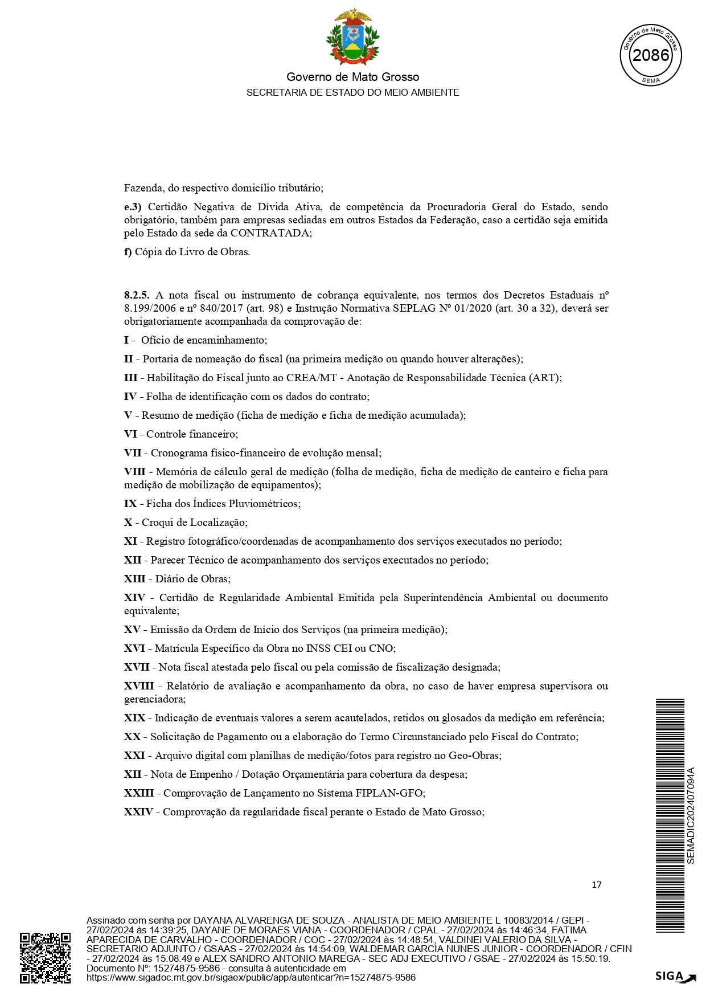 Governo de Mato Grosso
SECRETARIA DE ESTADO DO MEIO AMBIENTE
Governo de Mato Grosso
2086
SEMA
Fazenda, do respectivo domicílio tributário;
e.3) Certidão Negativa de Dívida Ativa, de competência da Procuradoria Geral do Estado, sendo
obrigatório, também para empresas sediadas em outros Estados da Federação, caso a certidão seja emitida
pelo Estado da sede da CONTRATADA;
f) Cópia do Livro de Obras.
8.2.5. A nota fiscal ou instrumento de cobrança equivalente, nos termos dos Decretos Estaduais nº
8.199/2006 e nº 840/2017 (art. 98) e Instrução Normativa SEPLAG Nº 01/2020 (art. 30 a 32), deverá ser
obrigatoriamente acompanhada da comprovação de:
I - Ofício de encaminhamento;
II - Portaria de nomeação do fiscal (na primeira medição ou quando houver alterações);
III - Habilitação do Fiscal junto ao CREA/MT - Anotação de Responsabilidade Técnica (ART);
IV - Folha de identificação com os dados do contrato;
V - Resumo de medição (ficha de medição e ficha de medição acumulada);
VI - Controle financeiro;
VII - Cronograma físico-financeiro de evolução mensal;
VIII - Memória de cálculo geral de medição (folha de medição, ficha de medição de canteiro e ficha para
medição de mobilização de equipamentos);
IX - Ficha dos Índices Pluviométricos;
X - Croqui de Localização;
XI - Registro fotográfico/coordenadas de acompanhamento dos serviços executados no período;
XII - Parecer Técnico de acompanhamento dos serviços executados no período;
XIII - Diário de Obras;
XIV - Certidão de Regularidade Ambiental Emitida pela Superintendência Ambiental ou documento
equivalente;
XV - Emissão da Ordem de Início dos Serviços (na primeira medição);
XVI - Matrícula Específico da Obra no INSS CEI ou CNO;
XVII - Nota fiscal atestada pelo fiscal ou pela comissão de fiscalização designada;
XVIII - Relatório de avaliação e acompanhamento da obra, no caso de haver empresa supervisora ou
gerenciadora;
XIX - Indicação de eventuais valores a serem acautelados, retidos ou glosados da medição em referência;
XX - Solicitação de Pagamento ou a elaboração do Termo Circunstanciado pelo Fiscal do Contrato;
XXI - Arquivo digital com planilhas de medição/fotos para registro no Geo-Obras;
XII - Nota de Empenho / Dotação Orçamentária para cobertura da despesa;
XXIII - Comprovação de Lançamento no Sistema FIPLAN-GFO;
XXIV - Comprovação da regularidade fiscal perante o Estado de Mato Grosso;
SEMADIC202407094A
17
Assinado com senha por DAYANA ALVARENGA DE SOUZA - ANALISTA DE MEIO AMBIENTE L 10083/2014 / GEPI -
27/02/2024 às 14:39:25, DAYANE DE MORAES VIANA - COORDENADOR / CPAL - 27/02/2024 às 14:46:34, FATIMA
APARECIDA DE CARVALHO - COORDENADOR / COC - 27/02/2024 às 14:48:54, VALDINEI VALERIO DA SILVA -
SECRETARIO ADJUNTO / GSAAS - 27/02/2024 às 14:54:09, WALDEMAR GARCIA NUNES JUNIOR - COORDENADOR / CFIN
- 27/02/2024 às 15:08:49 e ALEX SANDRO ANTONIO MAREGA - SEC ADJ EXECUTIVO / GSAE - 27/02/2024 às 15:50:19.
Documento Nº: 15274875-9586 - consulta à autenticidade em
https://www.sigadoc.mt.gov.br/sigaex/public/app/autenticar?n=15274875-9586
SIGA